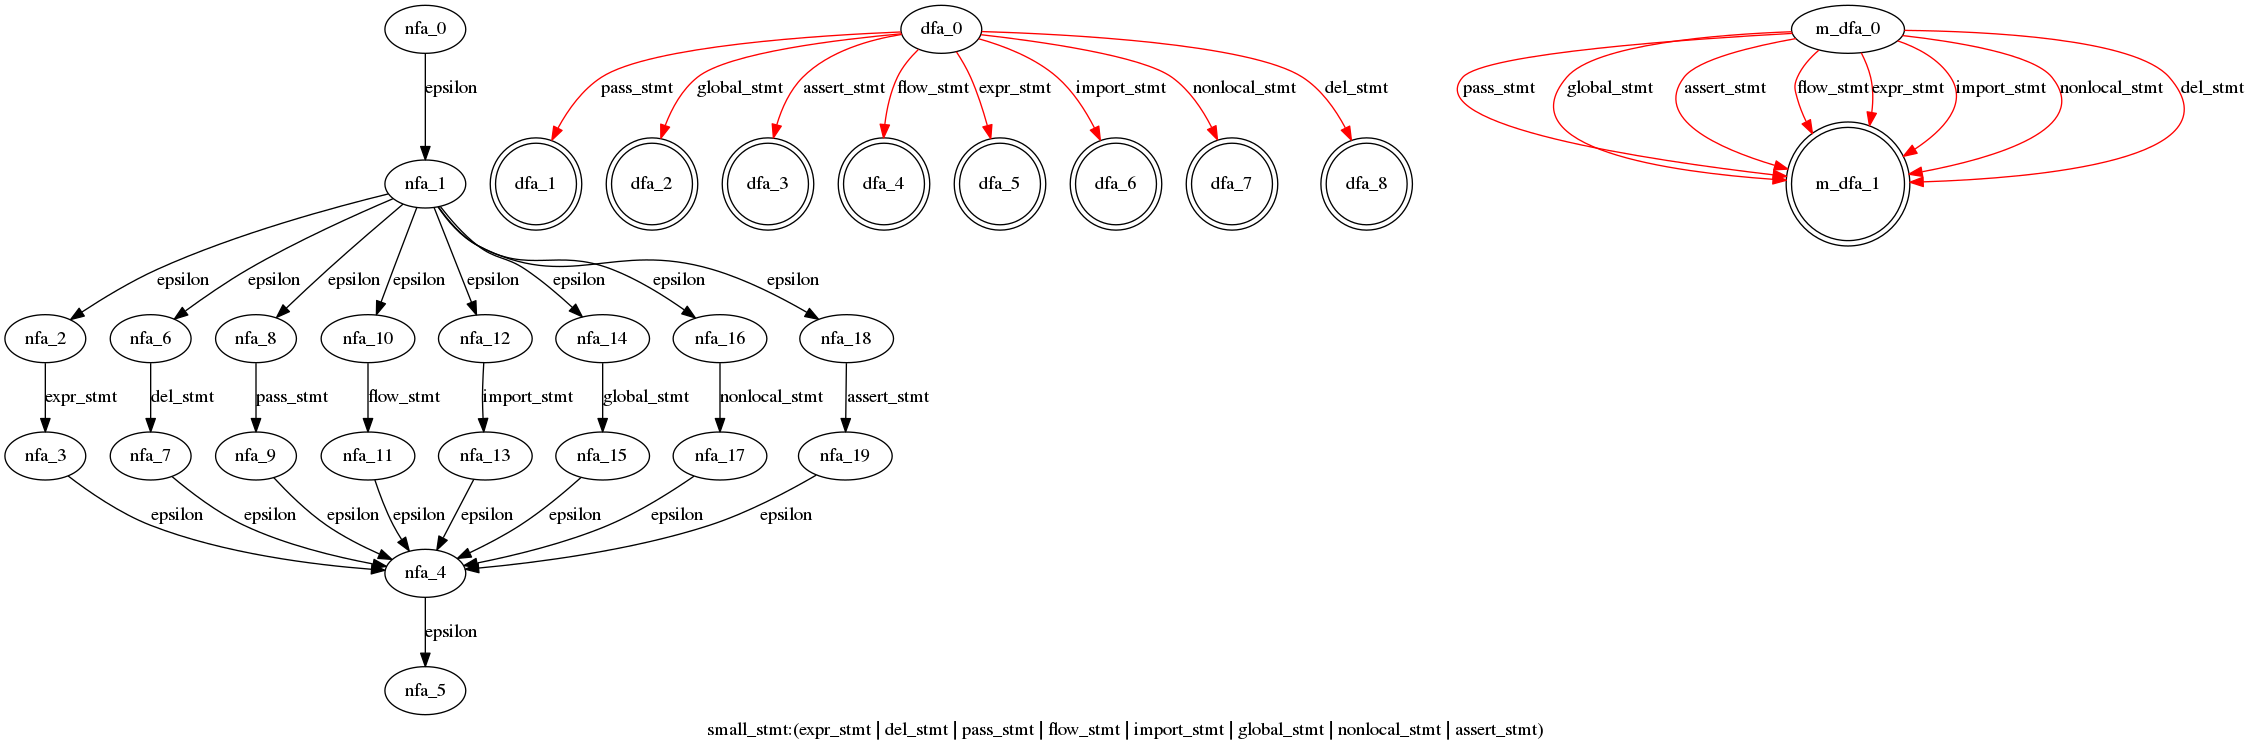 nfa_0 dfa_0 m_dfa_0
epsilon pass_stmt global_stmt assert_stmt flow_stmt expr_stmt import_stmt nonlocal_stmt del_stmt pass_stmt global_stmt assert_stmt flow_stmt expr_stmt import_stmt nonlocal_stmt del_stmt
nfa_1 dfa_1 dfa_2 dfa_3 dfa_4 dfa_5 dfa_6 dfa_7 dfa_8 m_dfa_1
epsilon epsilon epsilon epsilon epsilon epsilon epsilon epsilon
nfa_2 nfa_6 nfa_8 nfa_10 nfa_12 nfa_14 nfa_16 nfa_18
expr_stmt del_stmt pass_stmt flow_stmt import_stmt global_stmt nonlocal_stmt assert_stmt
nfa_3 nfa_7 nfa_9 nfa_11 nfa_13 nfa_15 nfa_17 nfa_19
epsilon epsilon epsilon epsilon epsilon epsilon epsilon epsilon
nfa_4
epsilon
nfa_5
small_stmt:(expr_stmt | del_stmt | pass_stmt | flow_stmt | import_stmt | global_stmt | nonlocal_stmt | assert_stmt)